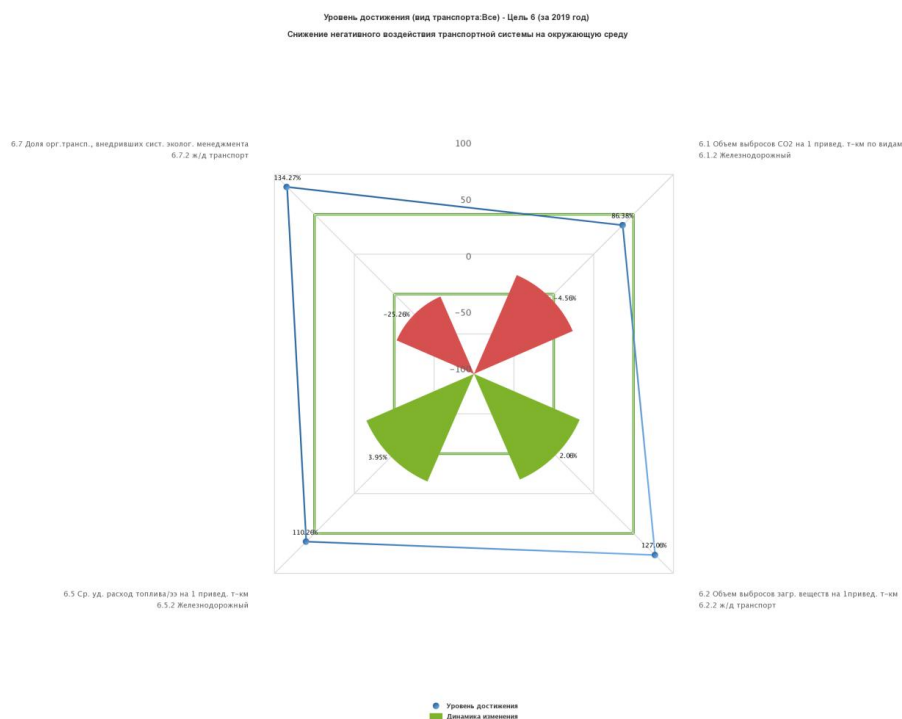 Уровень достижения (вид транспорта:Все) - Цель 6 (за 2019 год)
Снижение негативного воздействия транспортной системы на окружающую среду
6.7 Доля орг.трансп., внедривших сист. эколог. менеджмента
6.7.2 ж/д транспорт
100
6.1 Объем выбросов СО2 на 1 привед. т-км по видам
6.1.2 Железнодорожный
134.27%
50
86.38%
0
-4.56%
-25.26%
-50
-100
3.95%
2.08%
110.26%
127.08%
6.5 Ср. уд. расход топлива/ээ на 1 привед. т-км
6.5.2 Железнодорожный
6.2 Объем выбросов загр. веществ на 1привед. т-км
6.2.2 ж/д транспорт
Уровень достижения
Динамика изменения